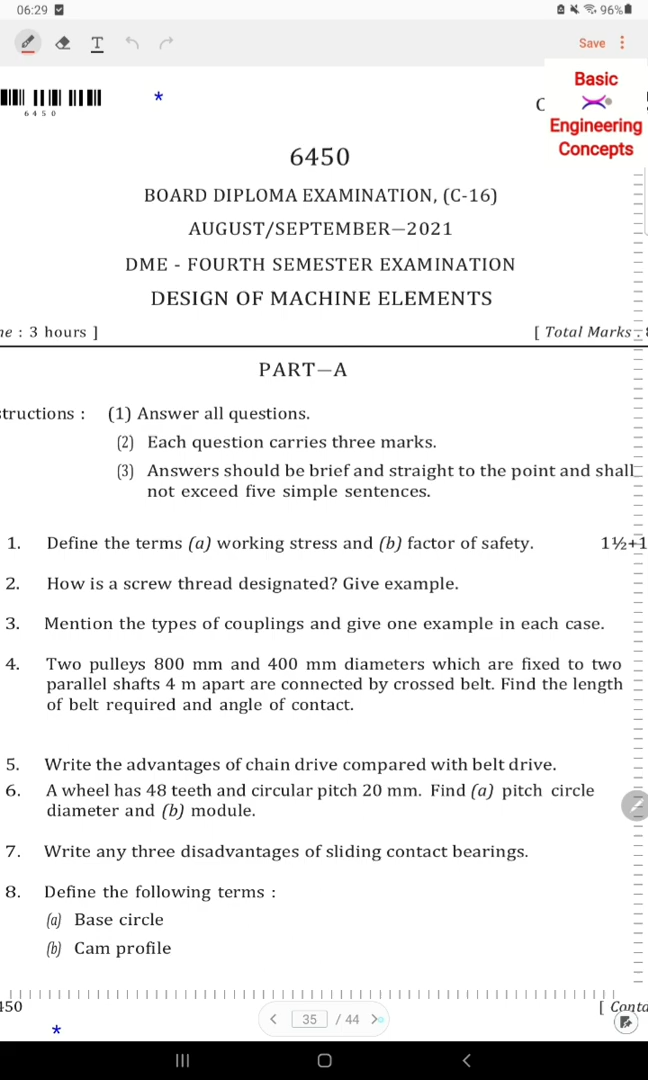 06:29
96%
T
Save
Basic
Engineering
Concepts
6450
*
6450
BOARD DIPLOMA EXAMINATION, (C-16)
AUGUST/SEPTEMBER—2021
DME - FOURTH SEMESTER EXAMINATION
DESIGN OF MACHINE ELEMENTS
: 3 hours ]
[ Total Marks :
PART—A
(1) Answer all questions.
(2) Each question carries three marks.
(3) Answers should be brief and straight to the point and shall
not exceed five simple sentences.
1. Define the terms (a) working stress and (b) factor of safety. 1½+1
2. How is a screw thread designated? Give example.
3. Mention the types of couplings and give one example in each case.
4. Two pulleys 800 mm and 400 mm diameters which are fixed to two
parallel shafts 4 m apart are connected by crossed belt. Find the length
of belt required and angle of contact.
5. Write the advantages of chain drive compared with belt drive.
6. A wheel has 48 teeth and circular pitch 20 mm. Find (a) pitch circle
diameter and (b) module.
7. Write any three disadvantages of sliding contact bearings.
8. Define the following terms :
(a) Base circle
(b) Cam profile
*
35 / 44